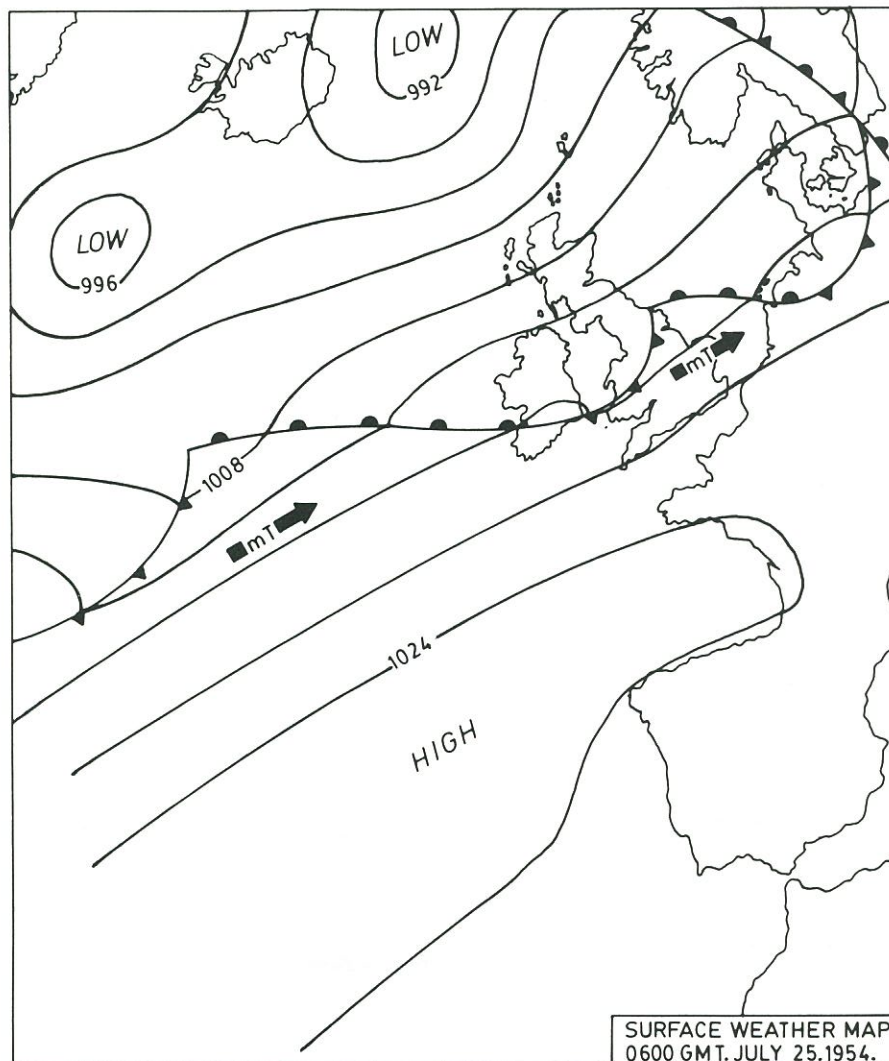 LOW
992
LOW
996
mT
1008
mT
1024
HIGH
SURFACE WEATHER MAP
0600 GMT. JULY 25.1954.